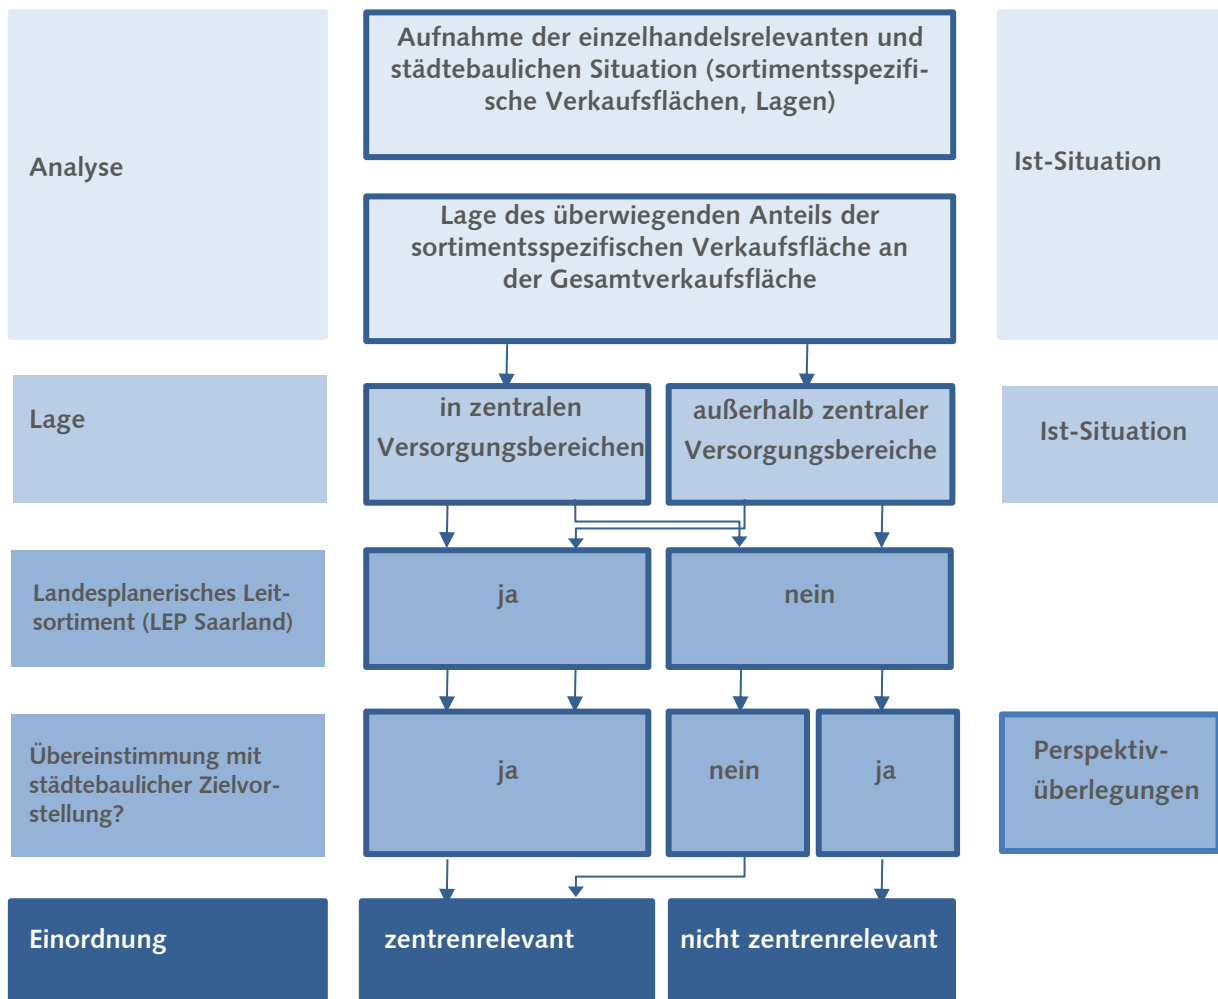 Aufnahme der einzelhandelsrelevanten und
städtebaulichen Situation (sortimentsspezifi-
sche Verkaufsflächen, Lagen)
Analyse
Ist-Situation
Lage des überwiegenden Anteils der
sortimentsspezifischen Verkaufsfläche an
der Gesamtverkaufsfläche
Lage
in zentralen
Versorgungsbereichen
außerhalb zentraler
Versorgungsbereiche
Ist-Situation
Landesplanerisches Leit-
sortiment (LEP Saarland)
ja
nein
Übereinstimmung mit
städtebaulicher Zielvor-
stellung?
ja
nein
ja
Perspektiv-
überlegungen
Einordnung
zentrenrelevant
nicht zentrenrelevant